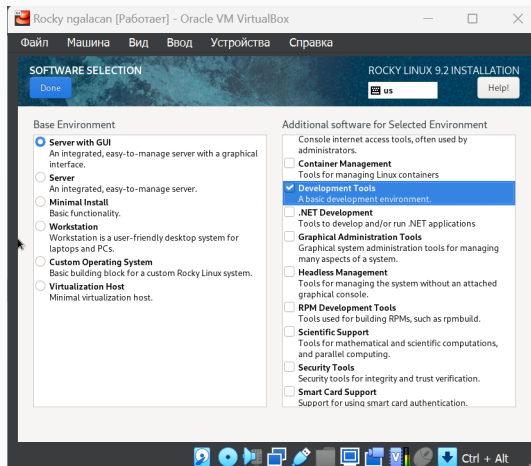 Rocky ngalacan [Работает] - Oracle VM VirtualBox
Файл Машина Вид Ввод Устройства Справка
SOFTWARE SELECTION
ROCKY LINUX 9.2 INSTALLATION
Done
us
Help!
Base Environment
Server with GUI
An integrated, easy-to-manage server with a graphical
interface.
Server
An integrated, easy-to-manage server.
Minimal Install
Basic functionality.
Workstation
Workstation is a user-friendly desktop system for
laptops and PCs.
Custom Operating System
Basic building block for a custom Rocky Linux system.
Virtualization Host
Minimal virtualization host.
Additional software for Selected Environment
Console internet access tools, often used by
administrators.
Container Management
Tools for managing Linux containers
Development Tools
A basic development environment.
.NET Development
Tools to develop and/or run .NET applications
Graphical Administration Tools
Graphical system administration tools for managing
many aspects of a system.
Headless Management
Tools for managing the system without an attached
graphical console.
RPM Development Tools
Tools used for building RPMs, such as rpmbuild.
Scientific Support
Tools for mathematical and scientific computations,
and parallel computing.
Security Tools
Security tools for integrity and trust verification.
Smart Card Support
Support for using smart card authentication.
Ctrl + Alt